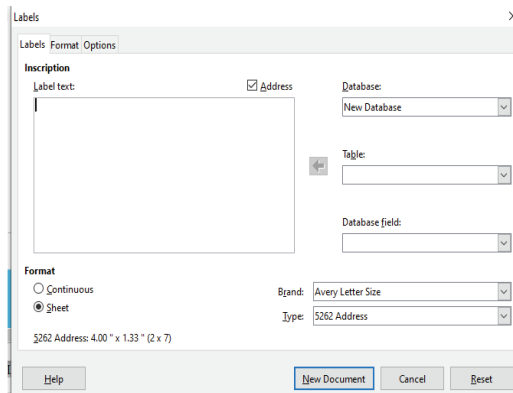 Labels
Labels Format Options
Inscription
Label text: Address Database:
New Database
Table:
Database field:
Format
Continuous
Brand: Avery Letter Size
Sheet
Type: 5262 Address
5262 Address: 4.00 " x 1.33 " (2 x 7)
Help New Document Cancel Reset